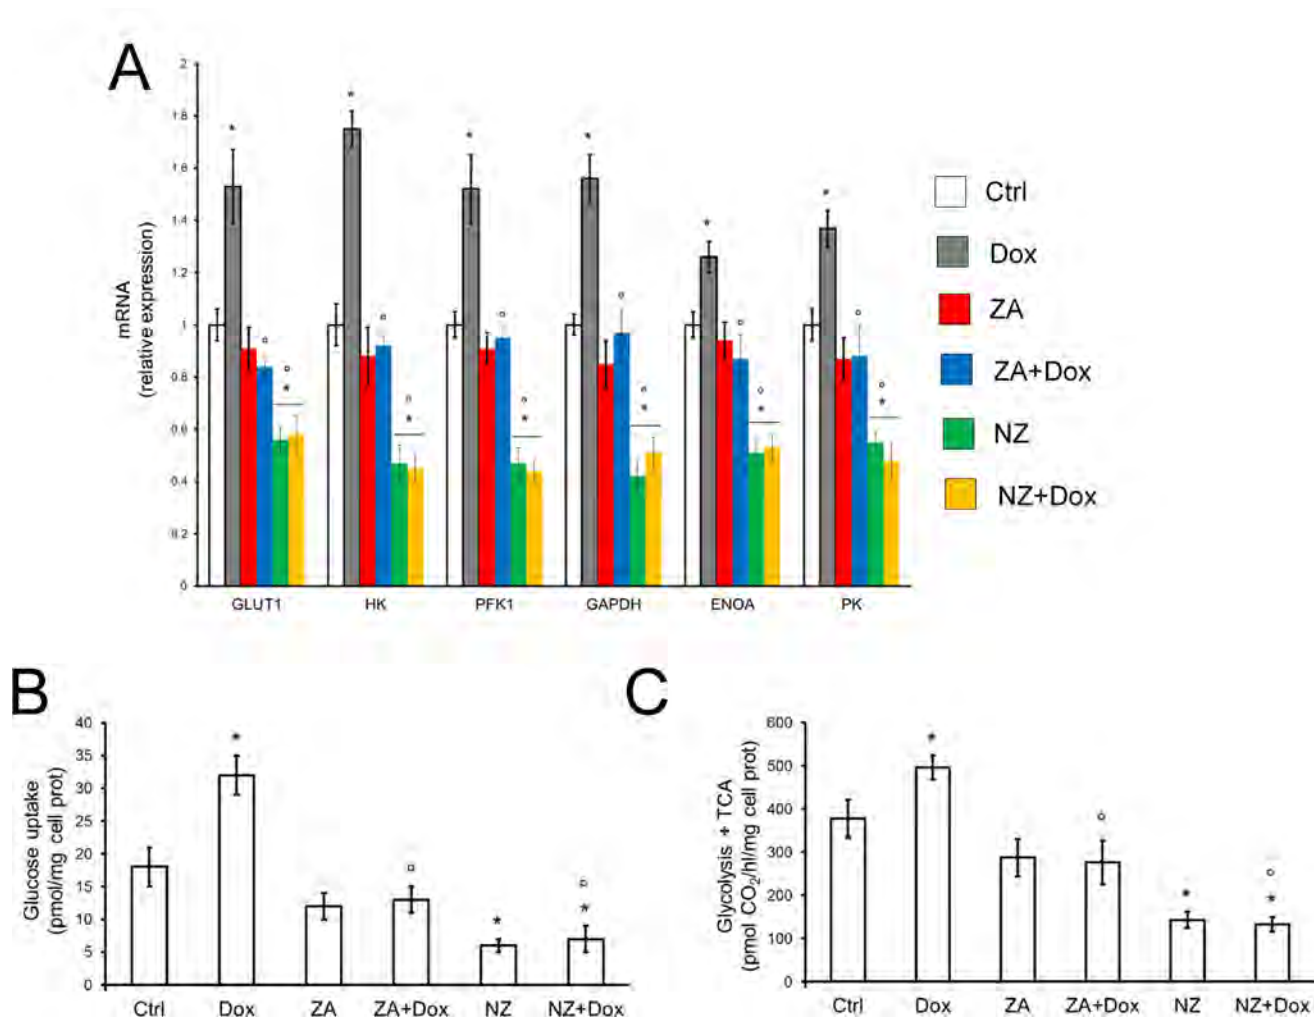 A
2
1.8
1.6
1.4
1.2
1
0.8
0.6
0.4
0.2
0
mRNA
(relative expression)
* * * * * *
° ° ° ° ° °
° ° ° ° ° °
* * * * * *
GLUT1 HK PFK1 GAPDH ENOA PK
Ctrl
Dox
ZA
ZA+Dox
NZ
NZ+Dox
B
40
35
30
25
20
15
10
5
0
Glucose uptake
(pmol/mg cell prot)
*
°
*
°
*
Ctrl Dox ZA ZA+Dox NZ NZ+Dox
C
600
500
400
300
200
100
0
Glycolysis + TCA
(pmol CO₂/hl/mg cell prot)
*
°
*
°
*
Ctrl Dox ZA ZA+Dox NZ NZ+Dox